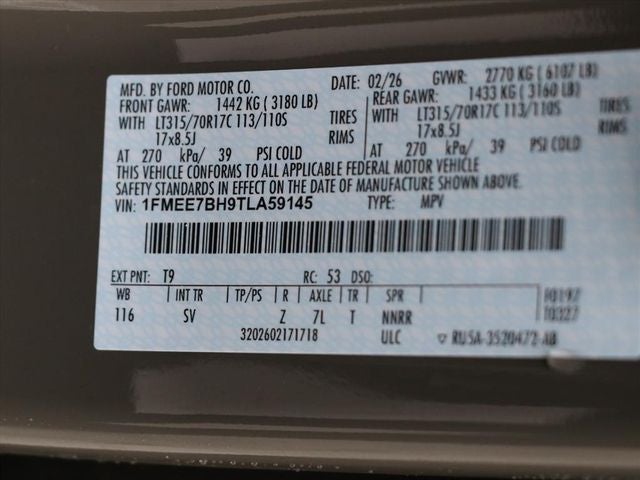 MFD. BY FORD MOTOR CO. DATE: 02/26 GVWR: 2770 KG ( 6107 LB)
FRONT GAWR: 1442 KG ( 3180 LB) REAR GAWR: 1433 KG ( 3160 LB)
WITH LT315/70R17C 113/110S TIRES WITH LT315/70R17C 113/110S TIRES
17x8.5J RIMS 17x8.5J RIMS
AT 270 kPa/ 39 PSI COLD AT 270 kPa/ 39 PSI COLD
THIS VEHICLE CONFORMS TO ALL APPLICABLE FEDERAL MOTOR VEHICLE
SAFETY STANDARDS IN EFFECT ON THE DATE OF MANUFACTURE SHOWN ABOVE.
VIN: 1FMEE7BH9TLA59145 TYPE: MPV
EXT PNT: T9 RC: 53 DSO:
WB INT TR TP/PS R AXLE TR SPR F0197
116 SV Z 7L T NNRR T0327
3202602171718 ULC RU5A-3520472-AB